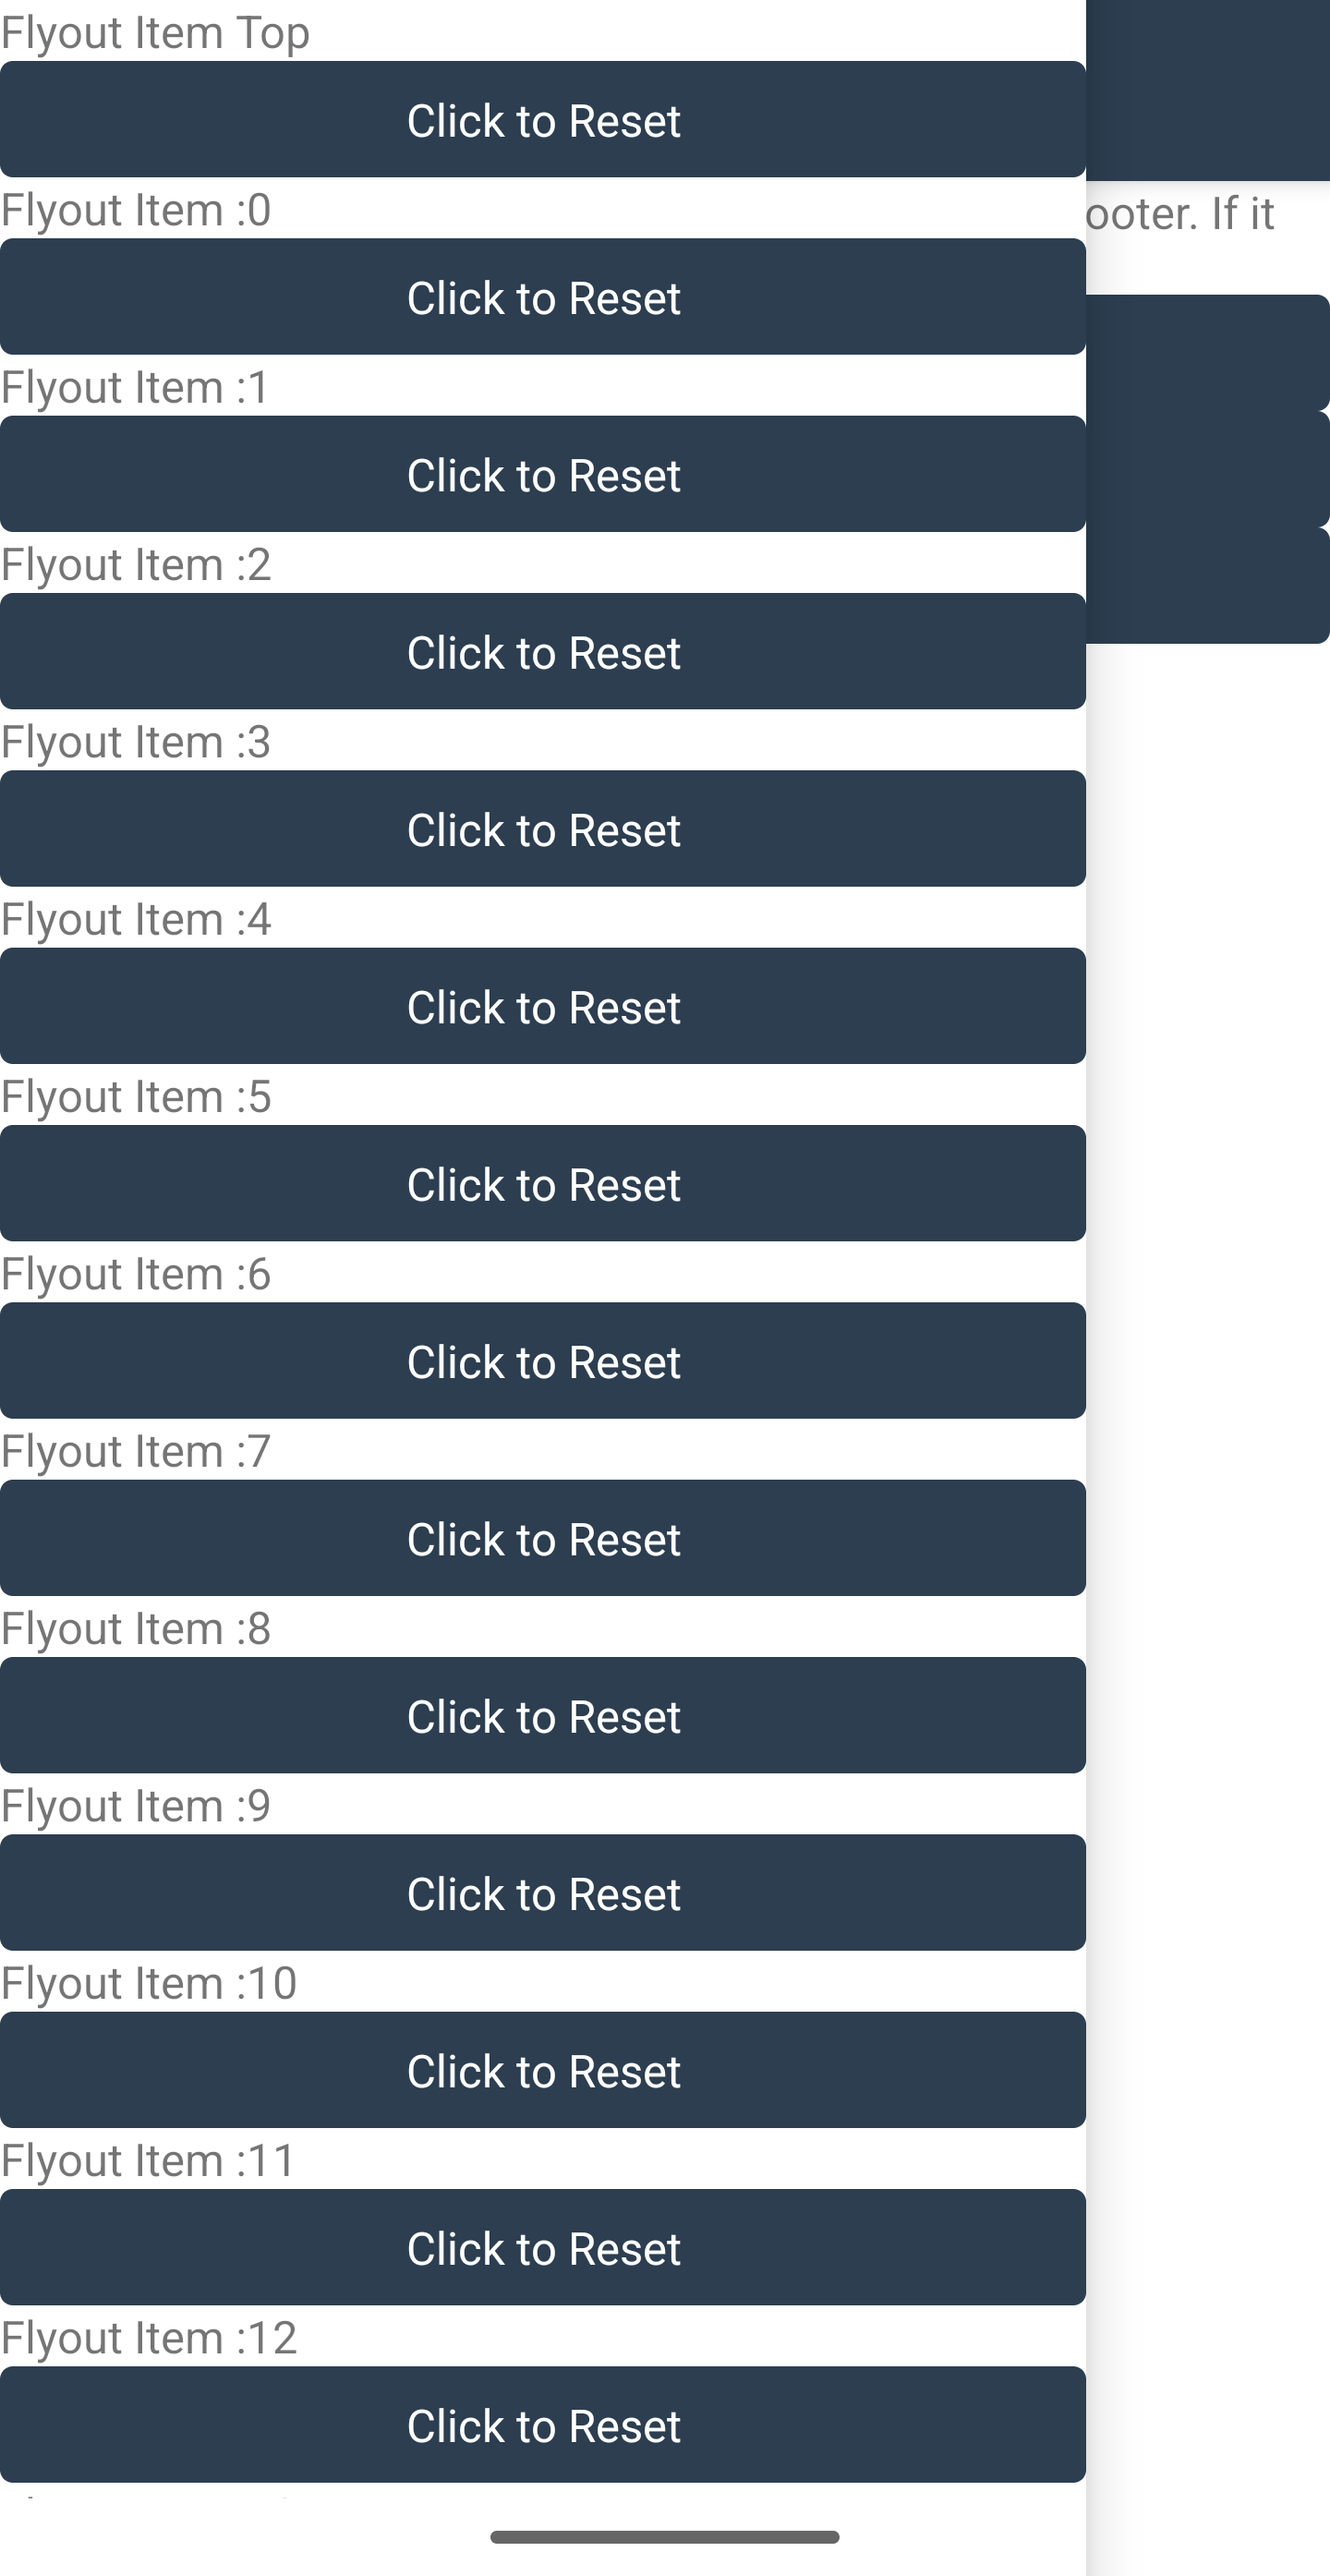 Flyout Item Top
Click to Reset
Flyout Item :0
Click to Reset
Flyout Item :1
Click to Reset
Flyout Item :2
Click to Reset
Flyout Item :3
Click to Reset
Flyout Item :4
Click to Reset
Flyout Item :5
Click to Reset
Flyout Item :6
Click to Reset
Flyout Item :7
Click to Reset
Flyout Item :8
Click to Reset
Flyout Item :9
Click to Reset
Flyout Item :10
Click to Reset
Flyout Item :11
Click to Reset
Flyout Item :12
Click to Reset
ooter. If it